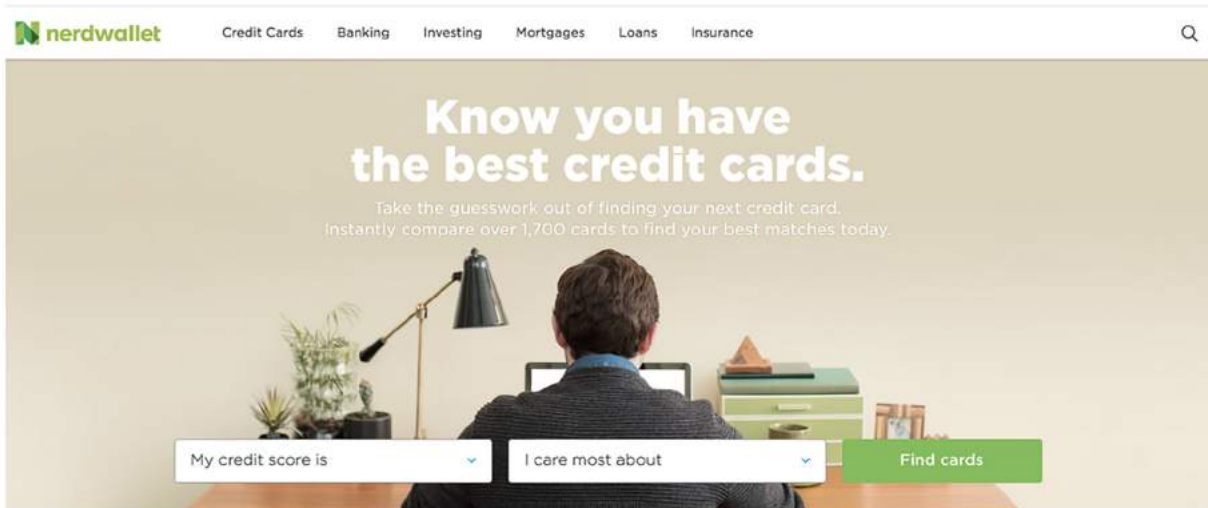 nerdwallet
Credit Cards Banking Investing Mortgages Loans Insurance
Know you have
the best credit cards.
Take the guesswork out of finding your next credit card.
Instantly compare over 1,700 cards to find your best matches today.
My credit score is
I care most about
Find cards